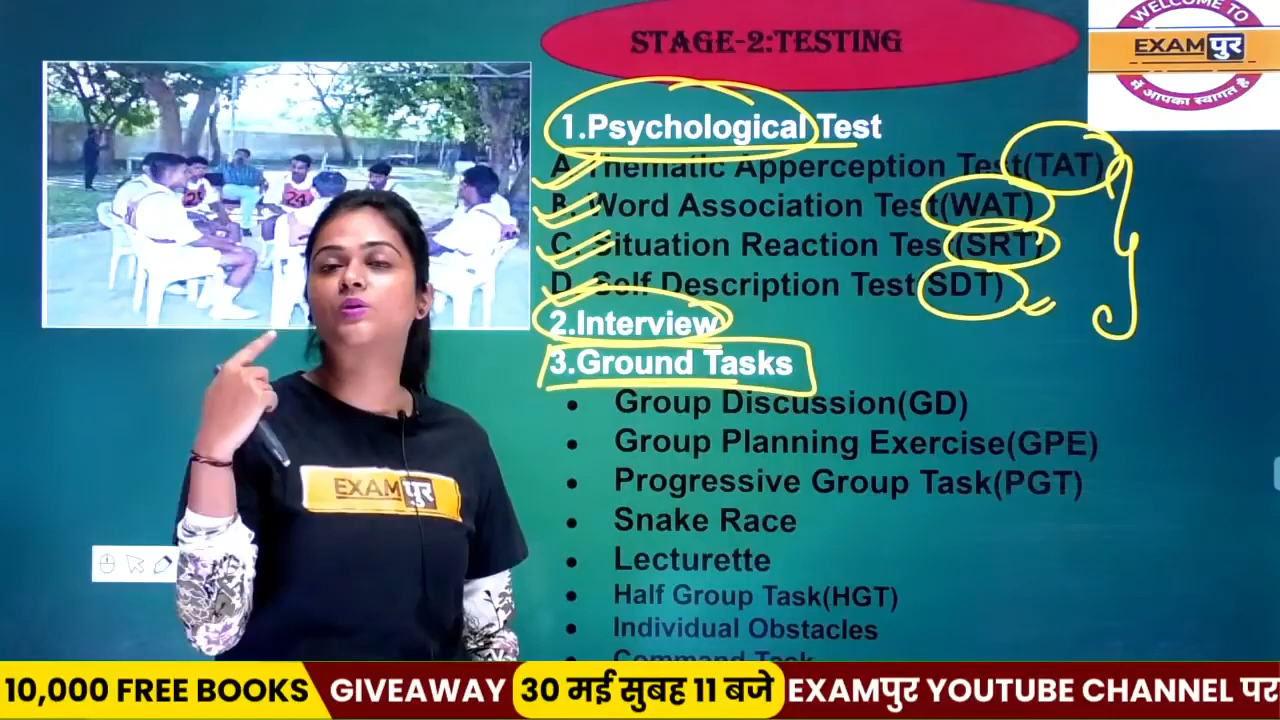 STAGE-2:TESTING
WELCOME TO
EXAMपुर
में आपका स्वागत है
1.Psychological Test
A. Thematic Apperception Test(TAT)
B. Word Association Test(WAT)
C. Situation Reaction Test(SRT)
D. Self Description Test(SDT)
2.Interview
3.Ground Tasks
• Group Discussion(GD)
• Group Planning Exercise(GPE)
• Progressive Group Task(PGT)
• Snake Race
• Lecturette
• Half Group Task(HGT)
• Individual Obstacles
Command Task
24
EXAMपुर
10,000 FREE BOOKS GIVEAWAY 30 मई सुबह 11 बजे EXAMपुर YOUTUBE CHANNEL पर